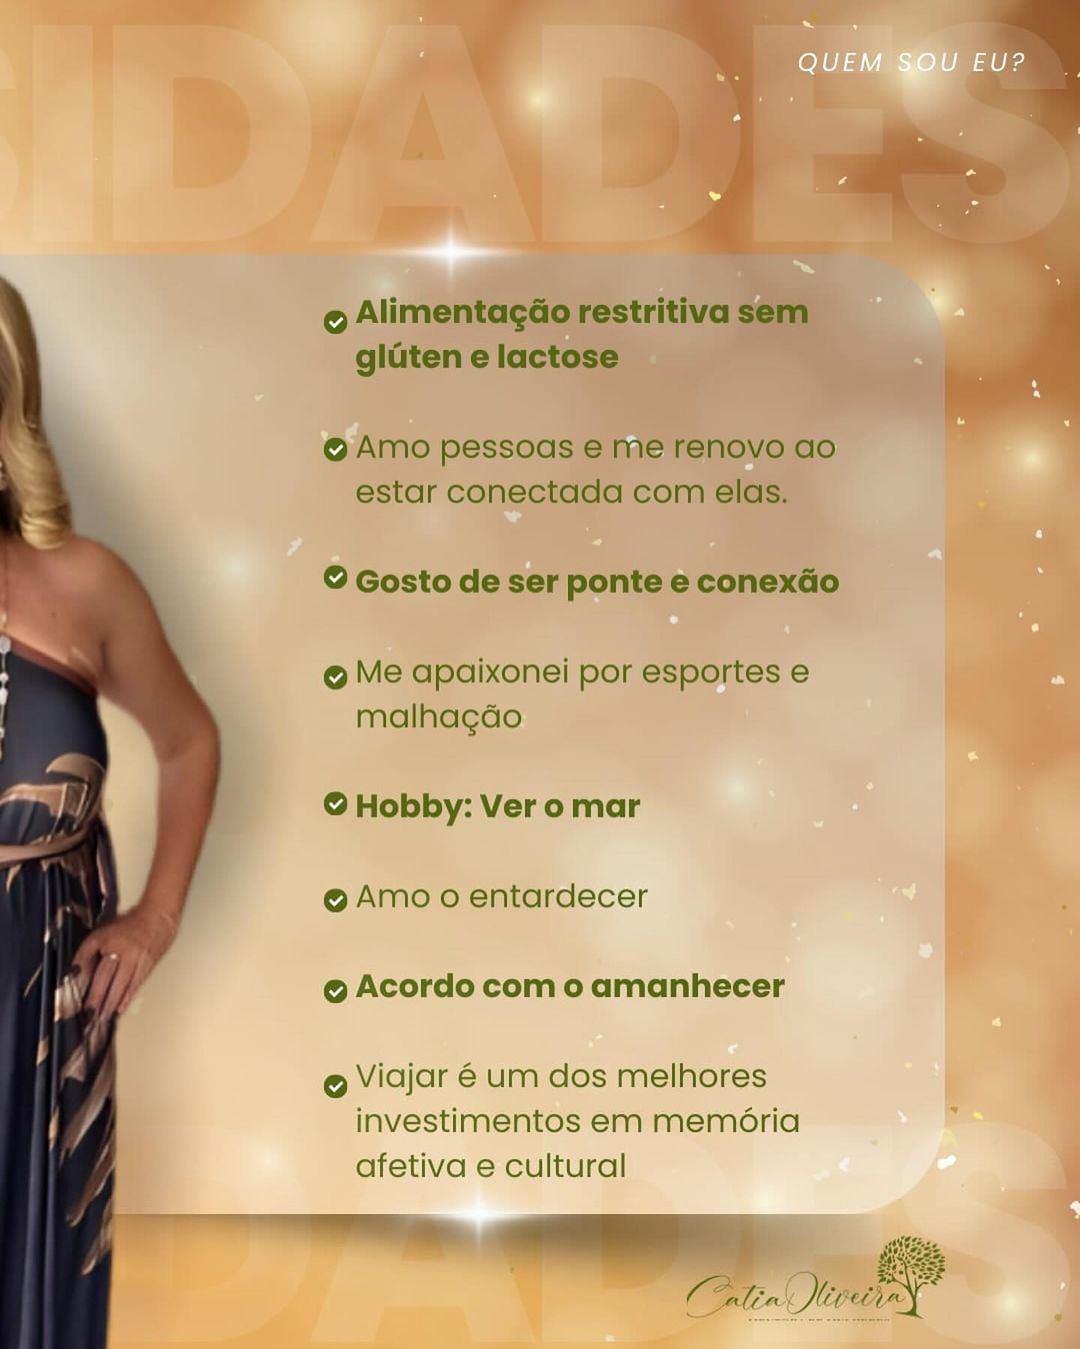 SIDADES
QUEM SOU EU?
Alimentação restritiva sem
glúten e lactose
Amo pessoas e me renovo ao
estar conectada com elas.
Gosto de ser ponte e conexão
Me apaixonei por esportes e
malhação
Hobby: Ver o mar
Amo o entardecer
Acordo com o amanhecer
Viajar é um dos melhores
investimentos em memória
afetiva e cultural
DADES
Catia Oliveira